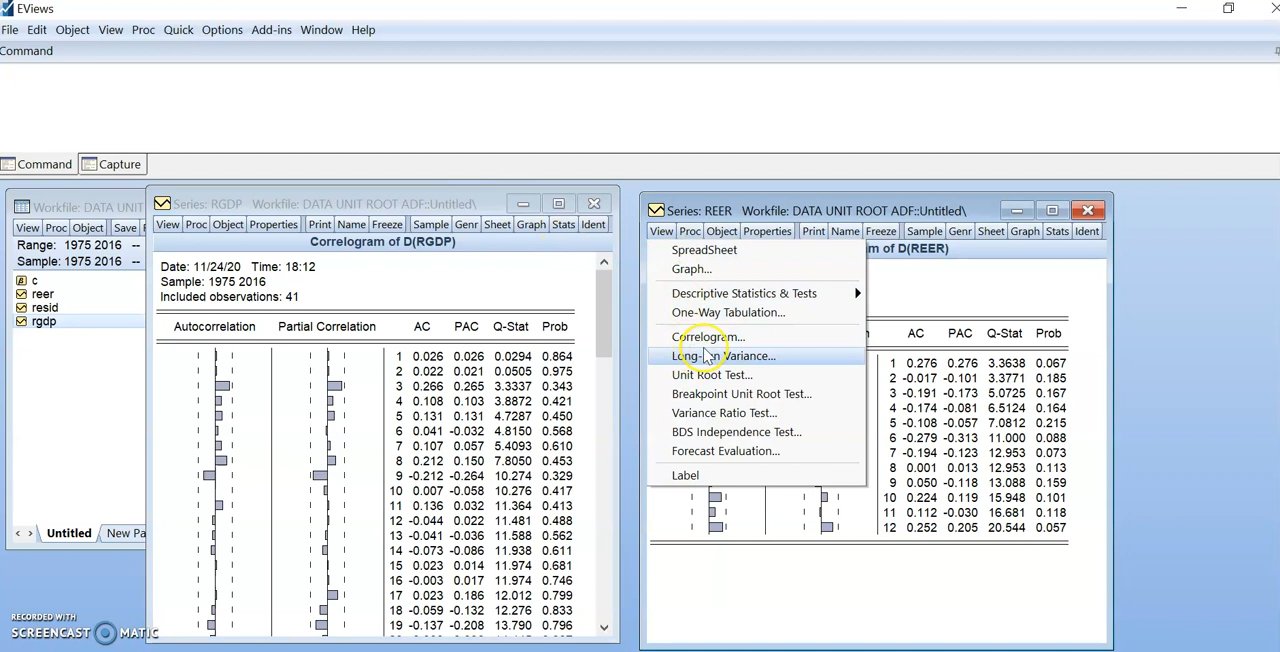 EViews
File Edit Object View Proc Quick Options Add-ins Window Help
Command
Command Capture
Workfile: DATA UNIT
View Proc Object Save
Range: 1975 2016 --
Sample: 1975 2016 --
c
reer
resid
rgdp
< > Untitled New Pa
Series: RGDP Workfile: DATA UNIT ROOT ADF::Untitled\
View Proc Object Properties Print Name Freeze Sample Genr Sheet Graph Stats Ident
Correlogram of D(RGDP)
Date: 11/24/20 Time: 18:12
Sample: 1975 2016
Included observations: 41
Autocorrelation Partial Correlation AC PAC Q-Stat Prob
1 0.026 0.026 0.0294 0.864
2 0.022 0.021 0.0505 0.975
3 0.266 0.265 3.3337 0.343
4 0.108 0.103 3.8872 0.421
5 0.131 0.131 4.7287 0.450
6 0.041 -0.032 4.8150 0.568
7 0.107 0.057 5.4093 0.610
8 0.212 0.150 7.8050 0.453
9 -0.212 -0.264 10.274 0.329
10 0.007 -0.058 10.276 0.417
11 0.136 0.032 11.364 0.413
12 -0.044 0.022 11.481 0.488
13 -0.041 -0.036 11.588 0.562
14 -0.073 -0.086 11.938 0.611
15 0.023 0.014 11.974 0.681
16 -0.003 0.017 11.974 0.746
17 0.023 0.186 12.012 0.799
18 -0.059 -0.132 12.276 0.833
19 -0.137 -0.208 13.790 0.796
Series: REER Workfile: DATA UNIT ROOT ADF::Untitled\
View Proc Object Properties Print Name Freeze Sample Genr Sheet Graph Stats Ident
m of D(REER)
SpreadSheet
Graph...
Descriptive Statistics & Tests
One-Way Tabulation...
Correlogram...
Long-run Variance...
Unit Root Test...
Breakpoint Unit Root Test...
Variance Ratio Test...
BDS Independence Test...
Forecast Evaluation...
Label
AC PAC Q-Stat Prob
1 0.276 0.276 3.3638 0.067
2 -0.017 -0.101 3.3771 0.185
3 -0.191 -0.173 5.0725 0.167
4 -0.174 -0.081 6.5124 0.164
5 -0.108 -0.057 7.0812 0.215
6 -0.279 -0.313 11.000 0.088
7 -0.194 -0.123 12.953 0.073
8 0.001 0.013 12.953 0.113
9 0.050 -0.118 13.088 0.159
10 0.224 0.119 15.948 0.101
11 0.112 -0.030 16.681 0.118
12 0.252 0.205 20.544 0.057
RECORDED WITH
SCREENCAST MATIC